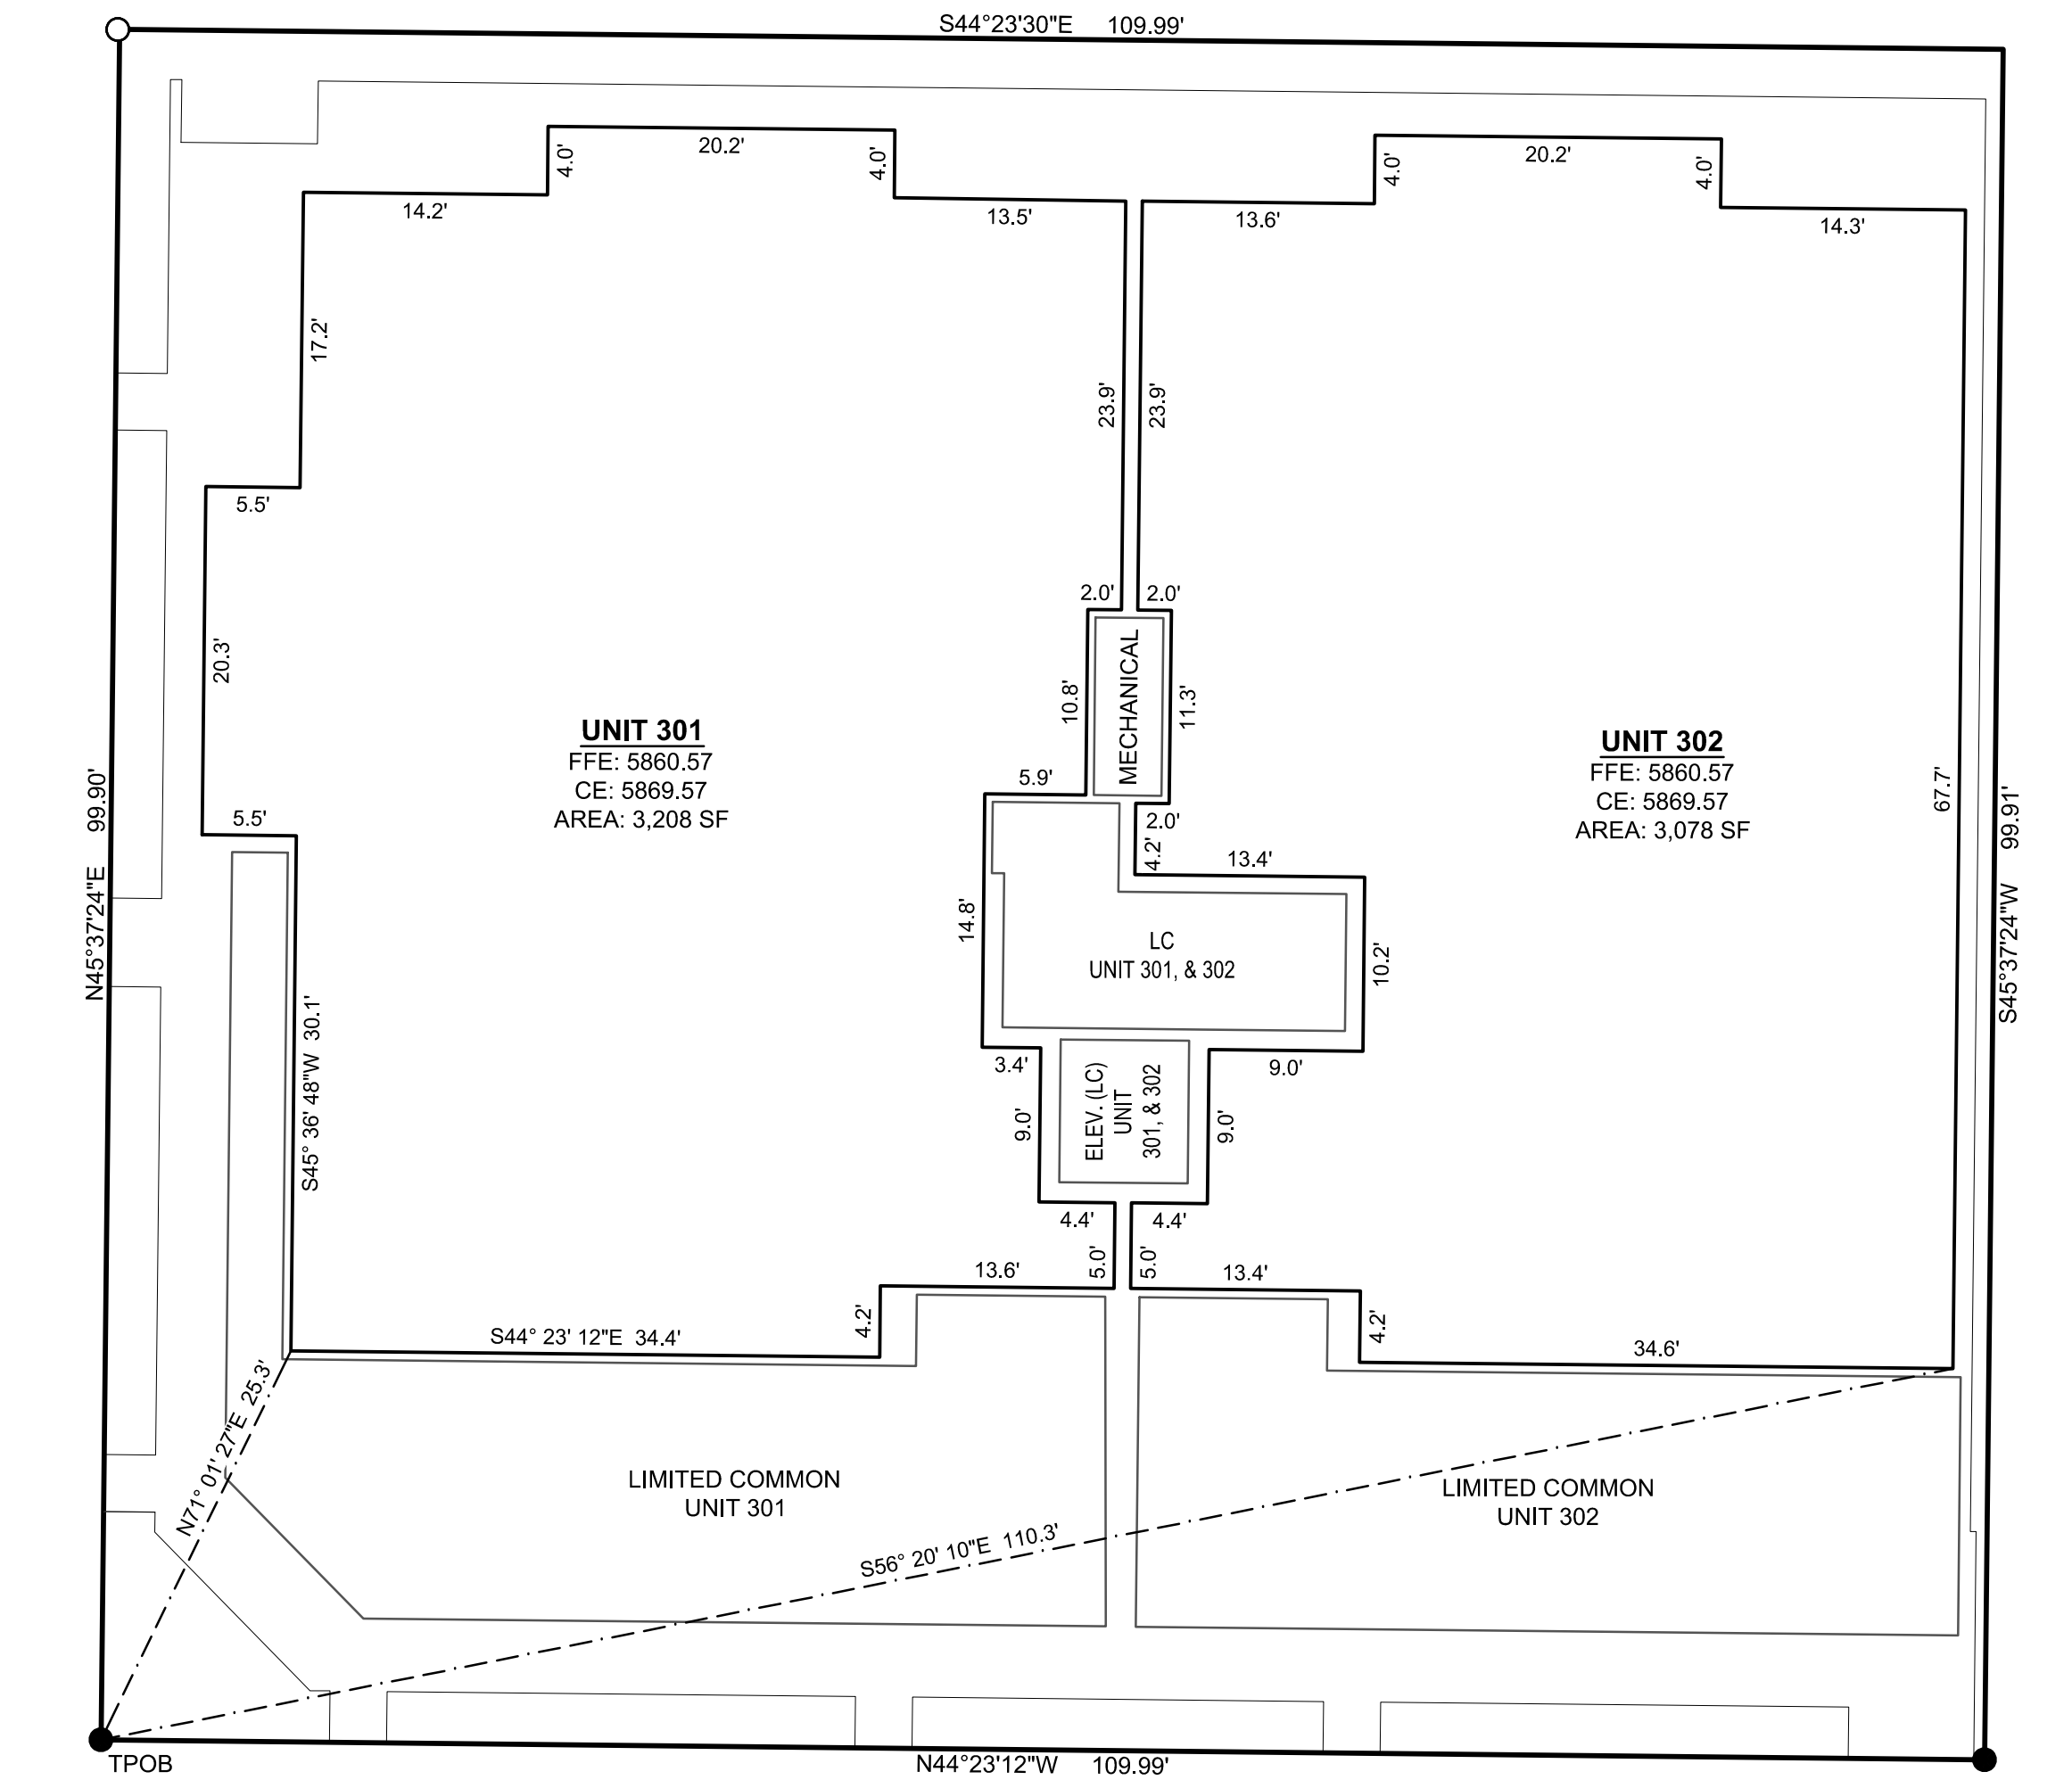 S44°23'30"E 109.99'
20.2'
4.0'
4.0'
14.2'
13.5'
20.2'
4.0'
4.0'
13.6'
14.3'
17.2'
23.9'
23.9'
5.5'
2.0'
2.0'
20.3'
10.8'
MECHANICAL
11.3'
UNIT 301
FFE: 5860.57
CE: 5869.57
AREA: 3,208 SF
UNIT 302
FFE: 5860.57
CE: 5869.57
AREA: 3,078 SF
5.9'
5.5'
2.0'
4.2'
13.4'
67.7'
N45°37'24"E 99.90'
S45°37'24"W 99.91'
14.8'
LC
UNIT 301, & 302
10.2'
S45° 36' 48"W 30.1'
3.4'
9.0'
9.0'
ELEV. (LC)
UNIT
301, & 302
9.0'
4.4'
4.4'
5.0'
5.0'
13.6'
13.4'
4.2'
4.2'
S44° 23' 12"E 34.4'
34.6'
N71° 01' 27"E 25.3'
LIMITED COMMON
UNIT 301
LIMITED COMMON
UNIT 302
S56° 20' 10"E 110.3'
TPOB
N44°23'12"W 109.99'